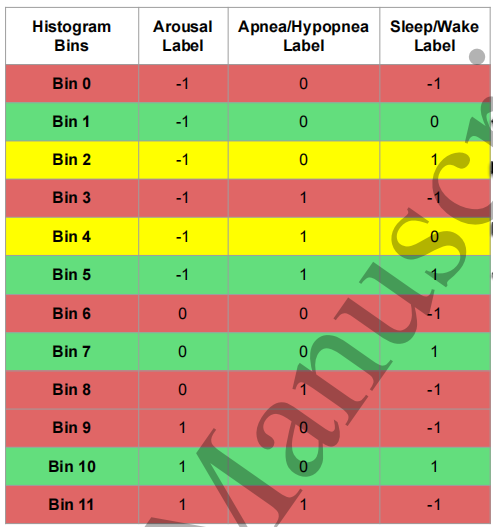 Histogram Bins Arousal Label Apnea/Hypopnea Label Sleep/Wake Label
Bin 0 -1 0 -1
Bin 1 -1 0 0
Bin 2 -1 0 1
Bin 3 -1 1 -1
Bin 4 -1 1 0
Bin 5 -1 1 1
Bin 6 0 0 -1
Bin 7 0 0 1
Bin 8 0 1 -1
Bin 9 1 0 -1
Bin 10 1 0 1
Bin 11 1 1 -1
Manuscri